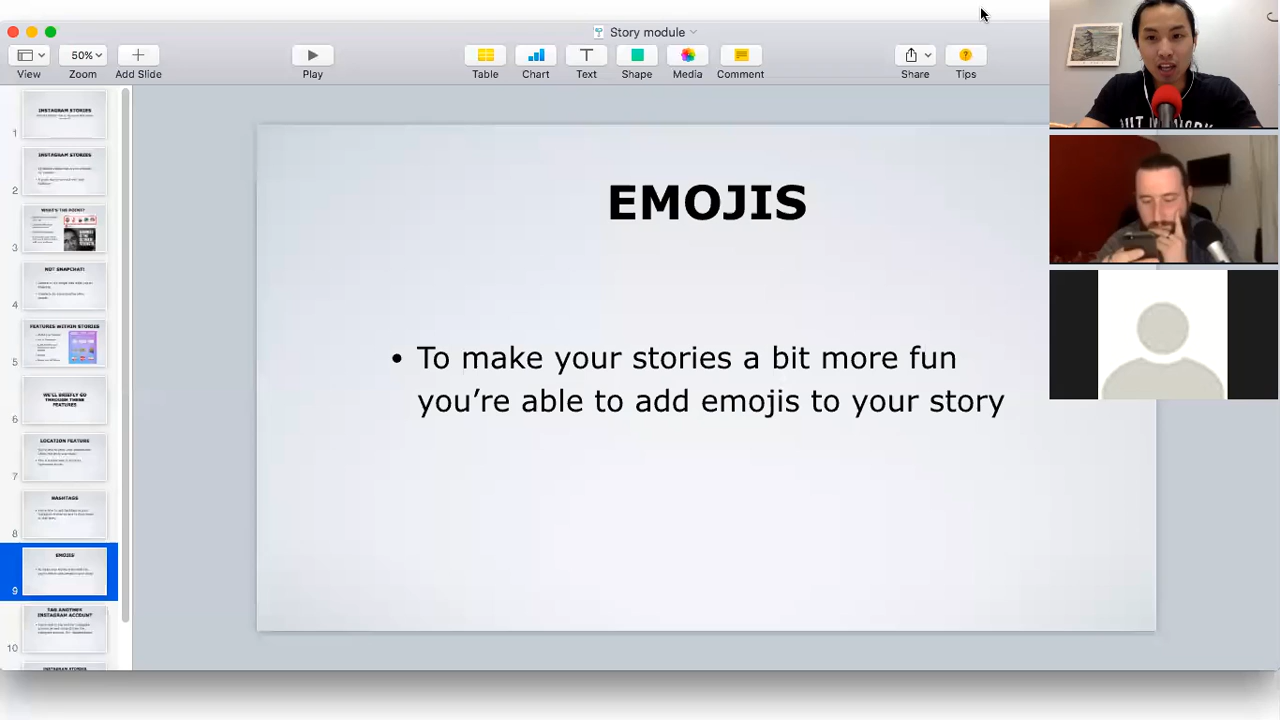 Story module
50%
View
Zoom
Add Slide
Play
Table
Chart
Text
Shape
Media
Comment
Share
Tips
INSTAGRAM STORIES
1
INSTAGRAM STORIES
2
WHAT'S THE POINT?
3
NOT SNAPCHAT!
4
FEATURES WITHIN STORIES
5
WE'LL BRIEFLY GO
THROUGH THESE
FEATURES
6
LOCATION FEATURE
7
HASHTAGS
8
EMOJIS
9
TAG ANOTHER
INSTAGRAM ACCOUNT
10
INSTAGRAM STORIES
EMOJIS
• To make your stories a bit more fun
you’re able to add emojis to your story